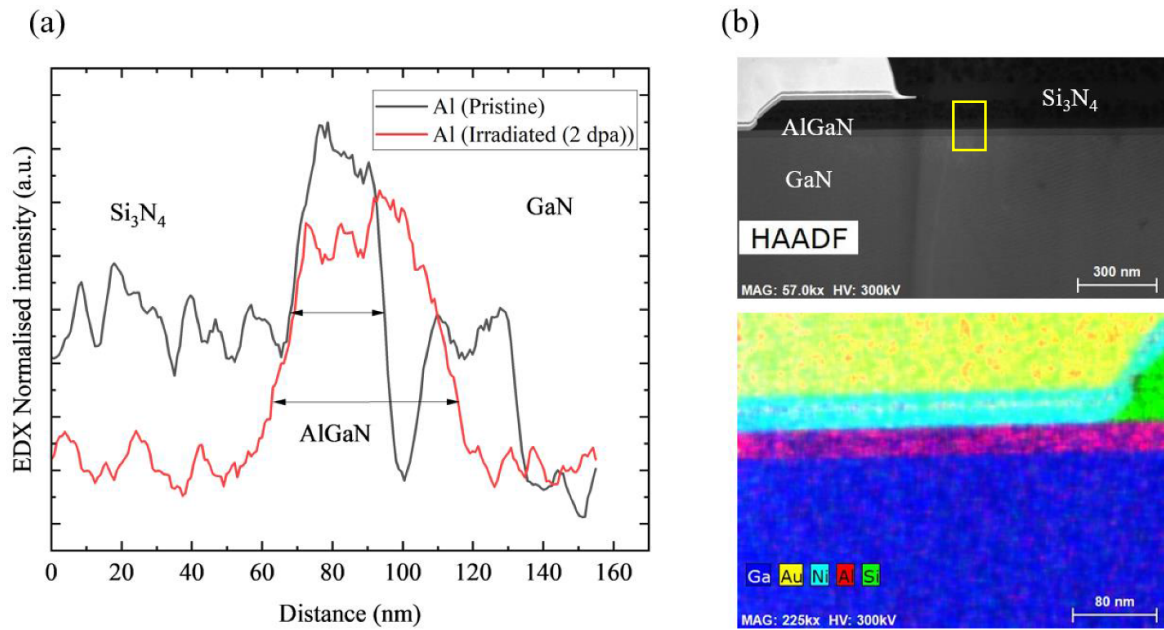 (a)
EDX Normalised intensity (a.u.)
Al (Pristine)
Al (Irradiated (2 dpa))
Si₃N₄
GaN
AlGaN
0 20 40 60 80 100 120 140 160
Distance (nm)
(b)
Si₃N₄
AlGaN
GaN
HAADF
300 nm
MAG: 57.0kx HV: 300kV
Ga Au Ni Al Si
80 nm
MAG: 225kx HV: 300kV